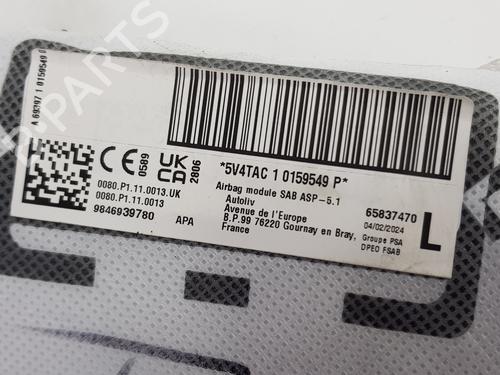 A 69397 1 0159549
CE 0589
UK CA 2806
0080.P1.11.0013.UK
0080.P1.11.0013
9846939780 APA
*5V4TAC 1 0159549 P*
Airbag module SAB ASP-5.1
Autoliv
Avenue de l'Europe
B.P.99 76220 Gournay en Bray,
France
65837470
04/02/2024
Groupe PSA
DPEO FSAB
L
PARTS